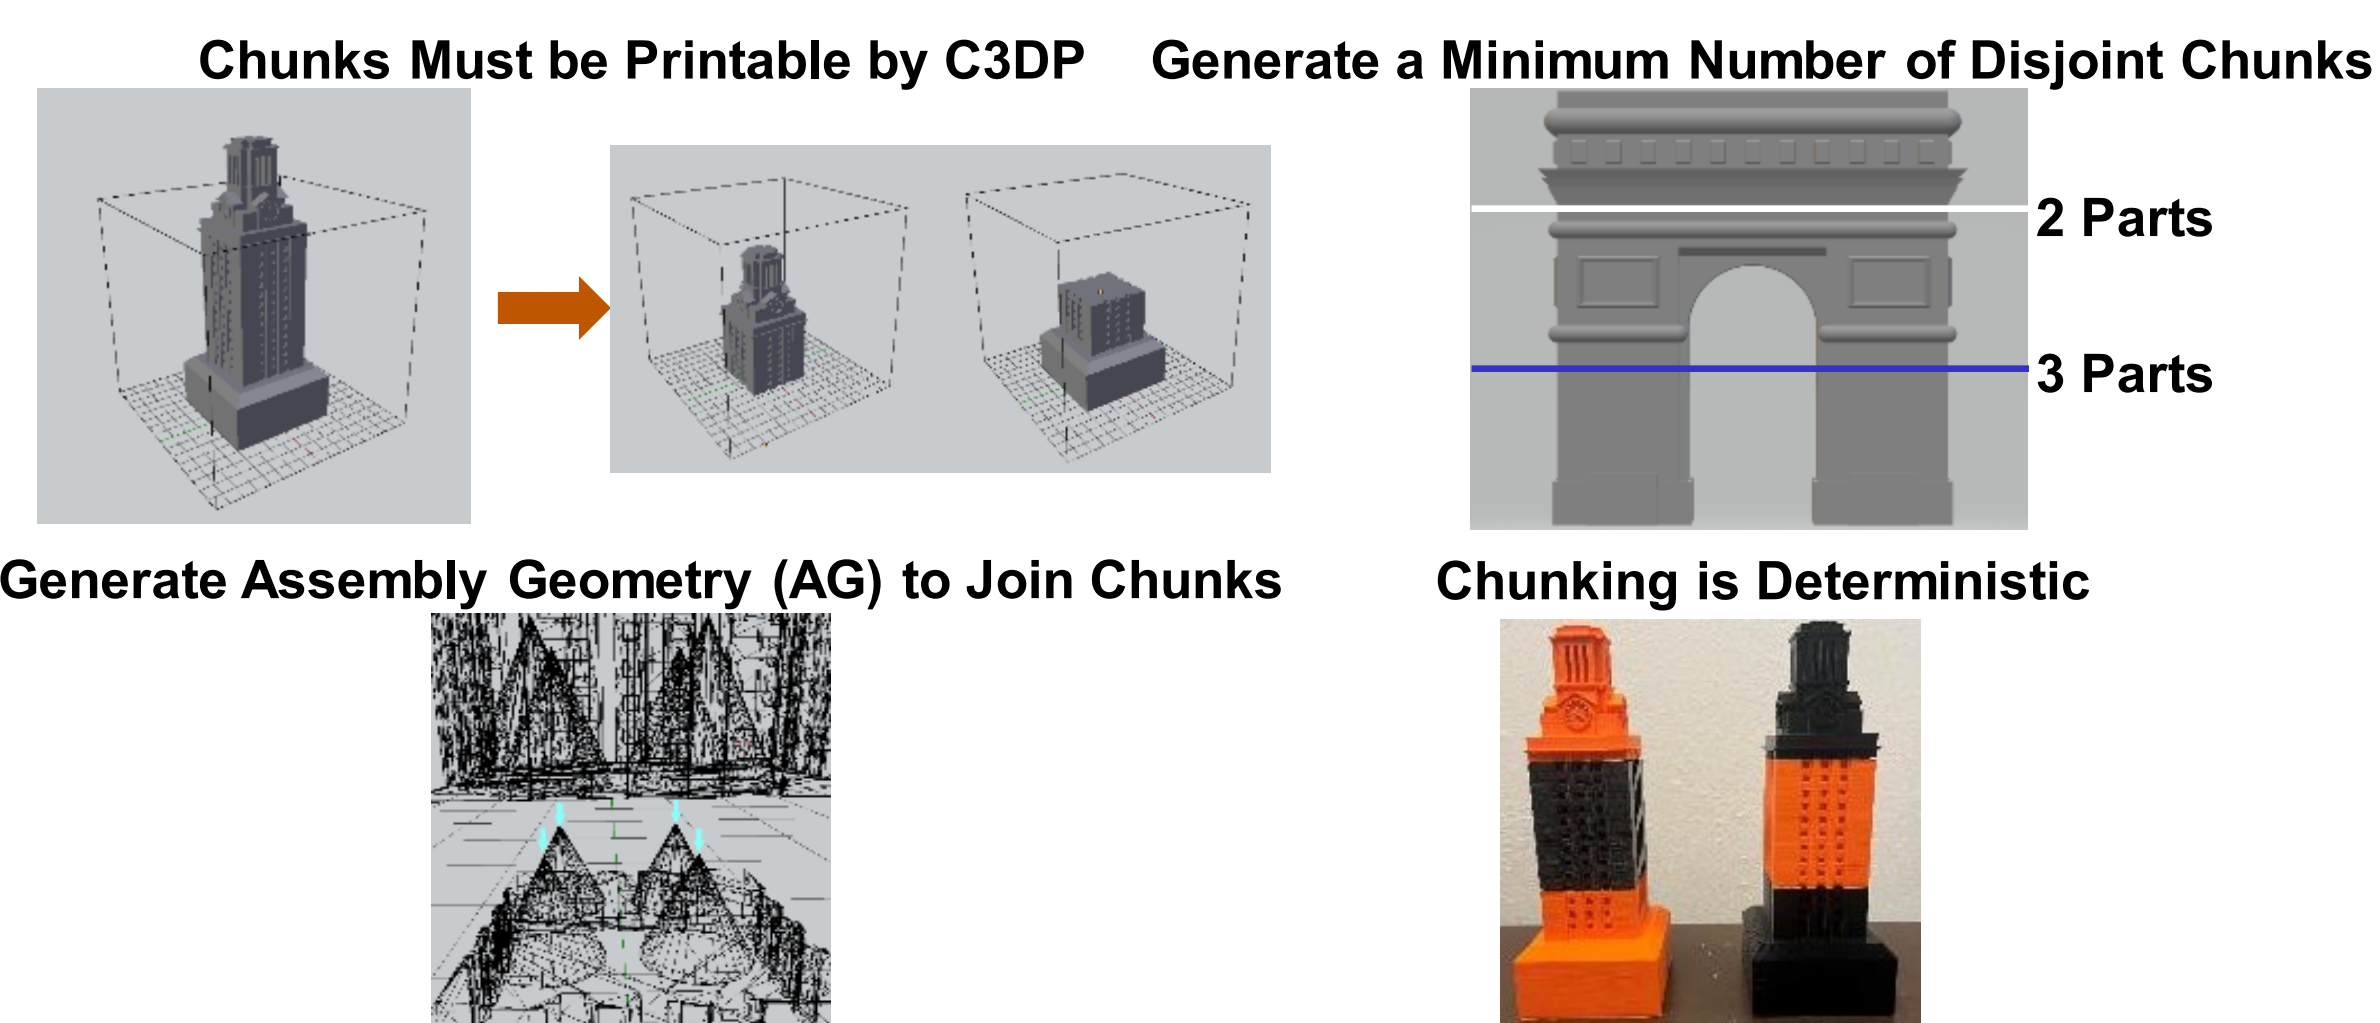 Chunks Must be Printable by C3DP
Generate a Minimum Number of Disjoint Chunks
2 Parts
3 Parts
Generate Assembly Geometry (AG) to Join Chunks
Chunking is Deterministic